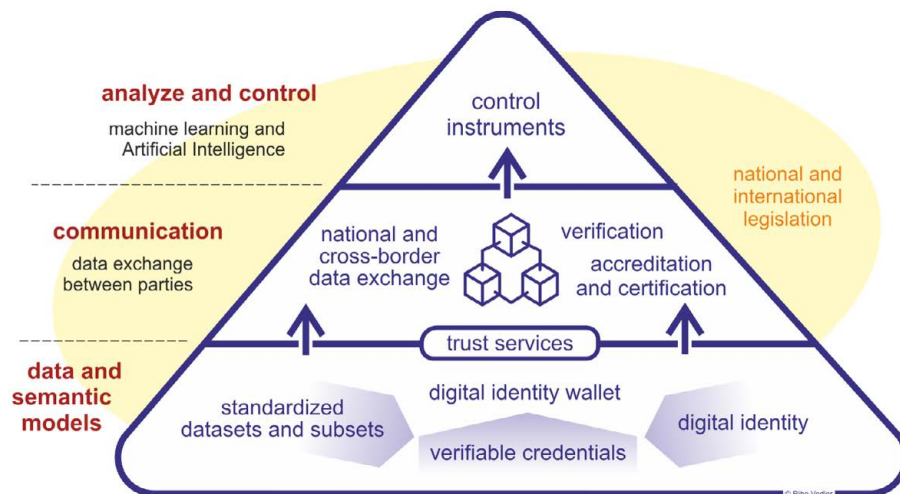 analyze and control
machine learning and
Artificial Intelligence
control
instruments
national and
international
legislation
communication
data exchange
between parties
national and
cross-border
data exchange
verification
accreditation
and certification
trust services
data and
semantic
models
standardized
datasets and subsets
digital identity wallet
verifiable credentials
digital identity